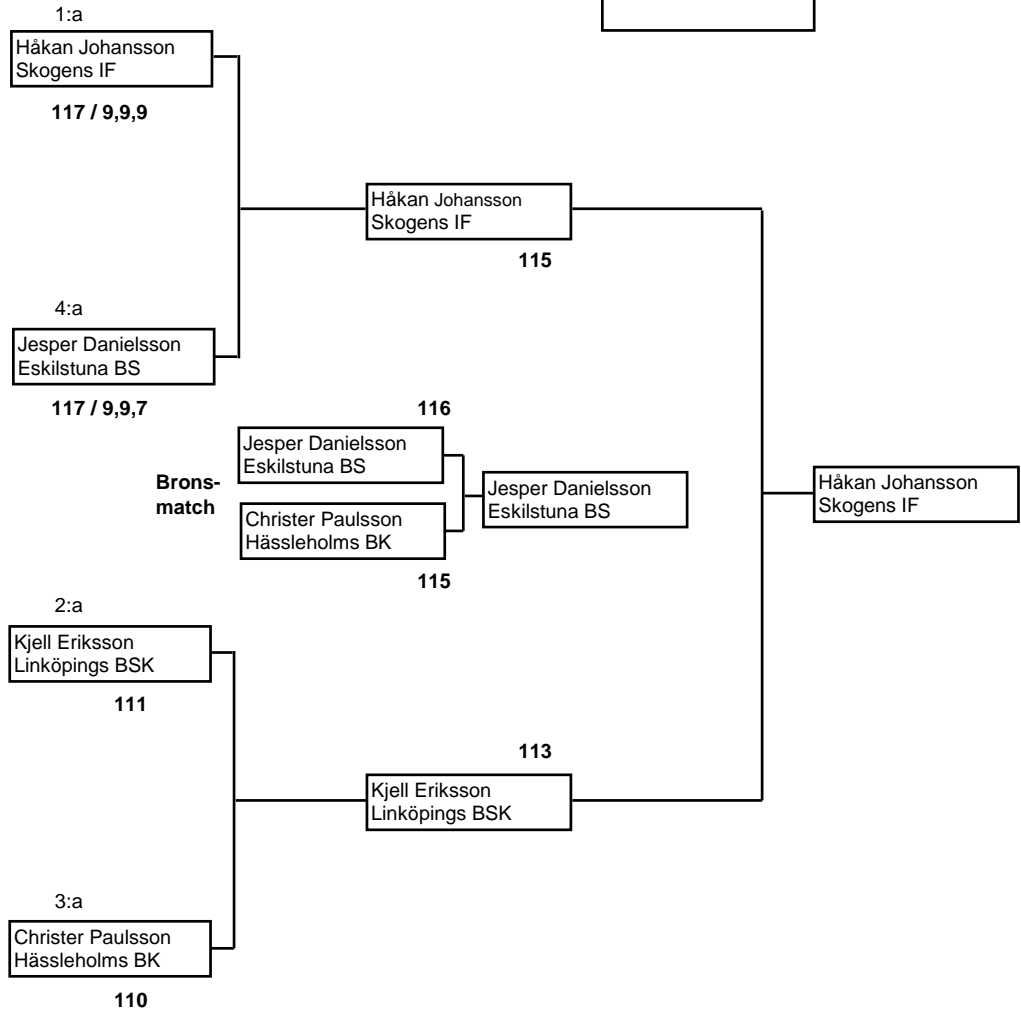 1:a
Håkan Johansson
Skogens IF
117 / 9,9,9
Håkan Johansson
Skogens IF
115
4:a
Jesper Danielsson
Eskilstuna BS
117 / 9,9,7
116
Jesper Danielsson
Eskilstuna BS
Brons-
match
Jesper Danielsson
Eskilstuna BS
Håkan Johansson
Skogens IF
Christer Paulsson
Hässleholms BK
115
2:a
Kjell Eriksson
Linköpings BSK
111
113
Kjell Eriksson
Linköpings BSK
3:a
Christer Paulsson
Hässleholms BK
110